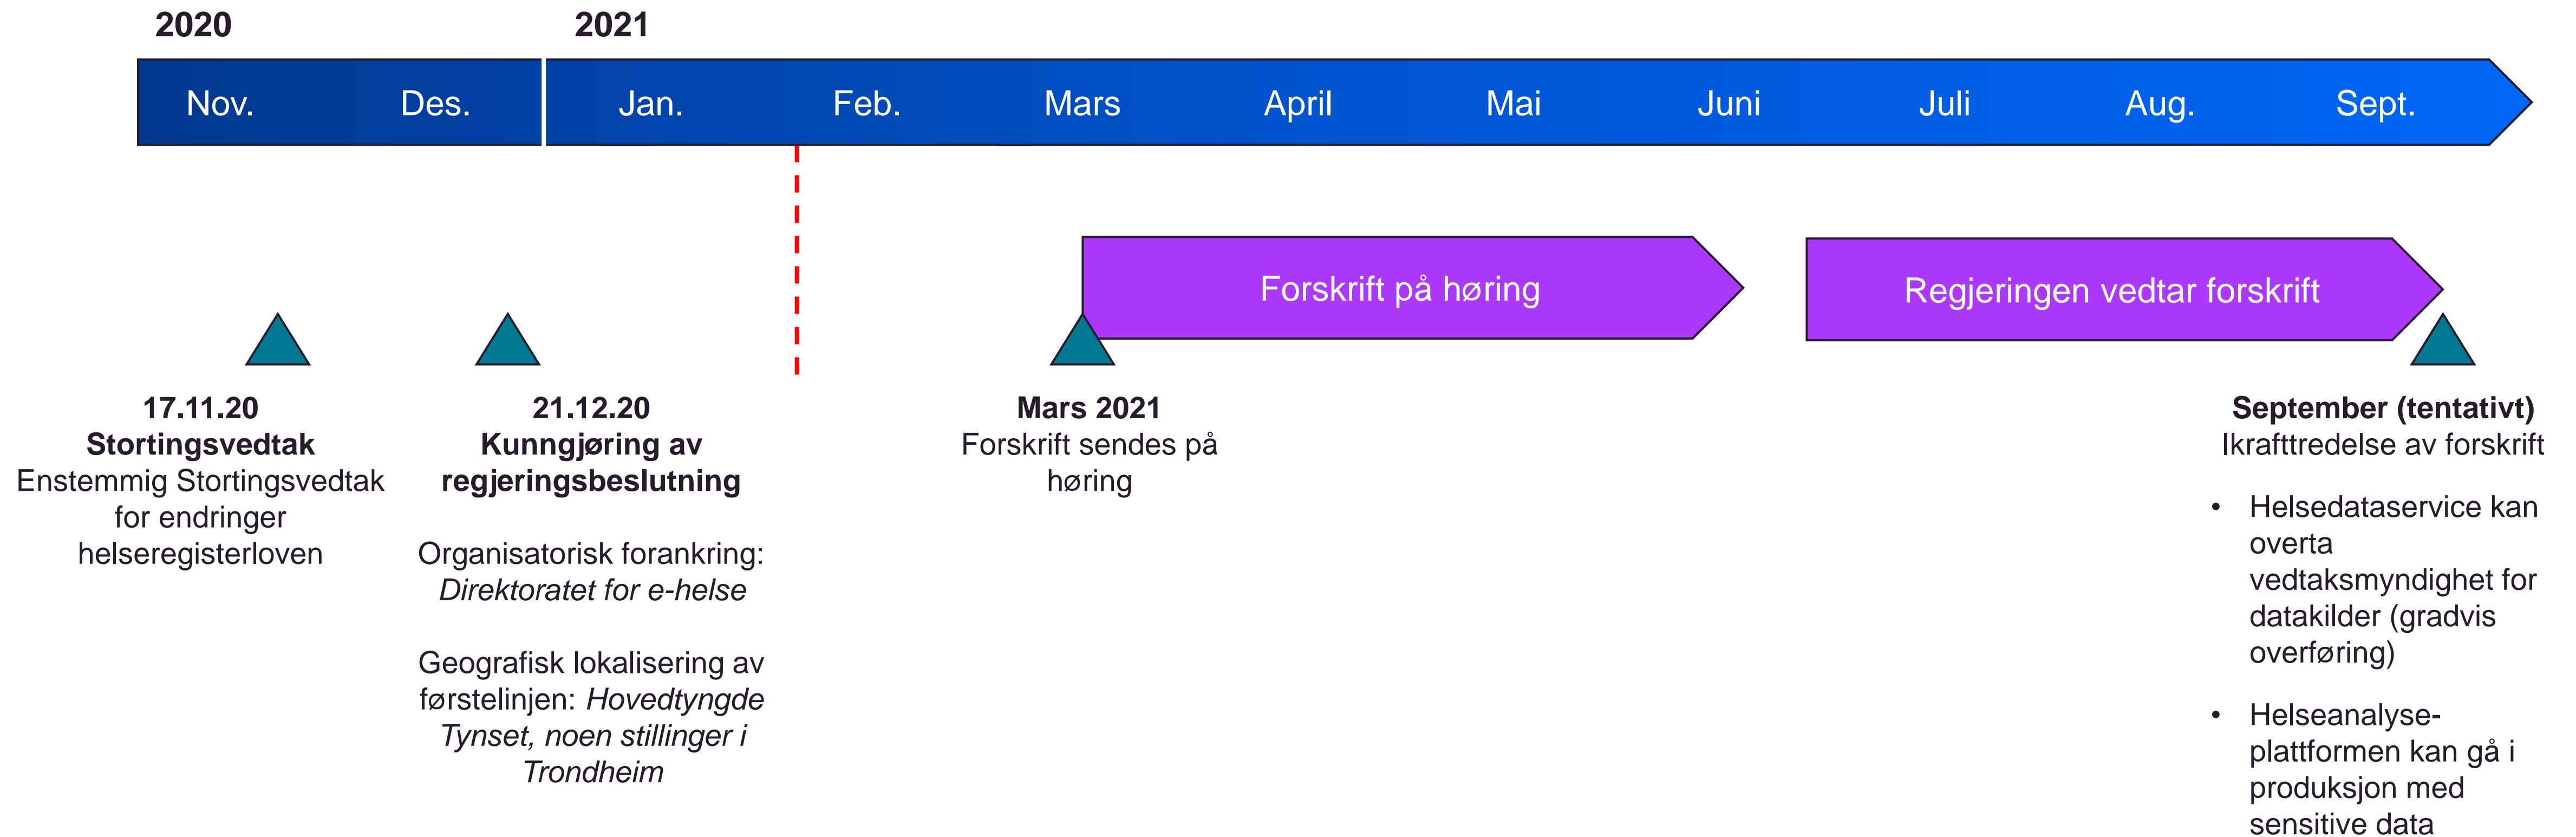 2020
2021
Nov.
Des.
Jan.
Feb.
Mars
April
Mai
Juni
Juli
Aug.
Sept.
Forskrift på høring
Regjeringen vedtar forskrift
17.11.20
Stortingsvedtak
Enstemmig Stortingsvedtak
for endringer
helseregisterloven
21.12.20
Kunngjøring av
regjeringsbeslutning
Organisatorisk forankring:
Direktoratet for e-helse
Geografisk lokalisering av
førstelinjen: Hovedtyngde
Tynset, noen stillinger i
Trondheim
Mars 2021
Forskrift sendes på
høring
September (tentativt)
Ikrafttredelse av forskrift
• Helsedataservice kan
overta
vedtaksmyndighet for
datakilder (gradvis
overføring)
• Helseanalyse-
plattformen kan gå i
produksjon med
sensitive data